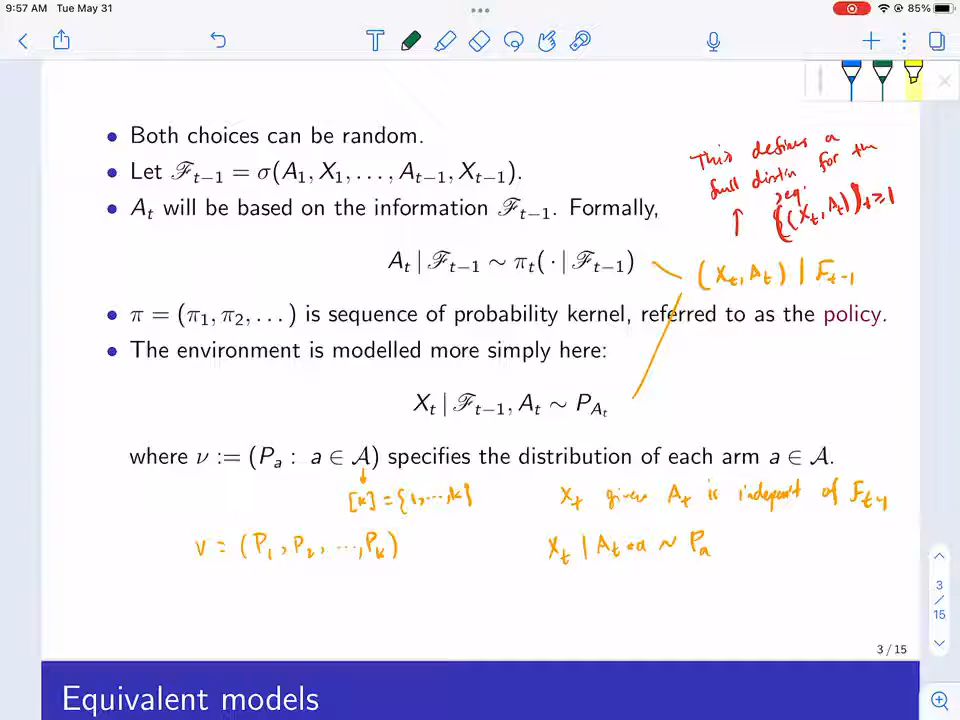 9:57 AM Tue May 31
85%
• Both choices can be random.
• Let ℱₜ₋₁ = σ(A₁, X₁, . . . , Aₜ₋₁, Xₜ₋₁).
• Aₜ will be based on the information ℱₜ₋₁. Formally,
Aₜ | ℱₜ₋₁ ∼ πₜ( · | ℱₜ₋₁)
This defines a
full distn for the
seq.
↑ {(Xₜ, Aₜ)}ₜ≥1
(Xₜ, Aₜ) | Fₜ₋₁
• π = (π₁, π₂, . . . ) is sequence of probability kernel, referred to as the policy.
• The environment is modelled more simply here:
Xₜ | ℱₜ₋₁, Aₜ ∼ P_{Aₜ}
where ν := (Pₐ : a ∈ 𝒜) specifies the distribution of each arm a ∈ 𝒜.
↓
[k] = {1,...,k}
Xₜ given Aₜ is indepent of Fₜ₋₁
ν = (P₁, P₂, ..., Pₖ)
Xₜ | Aₜ = a ∼ Pₐ
3
/
15
3 / 15
Equivalent models